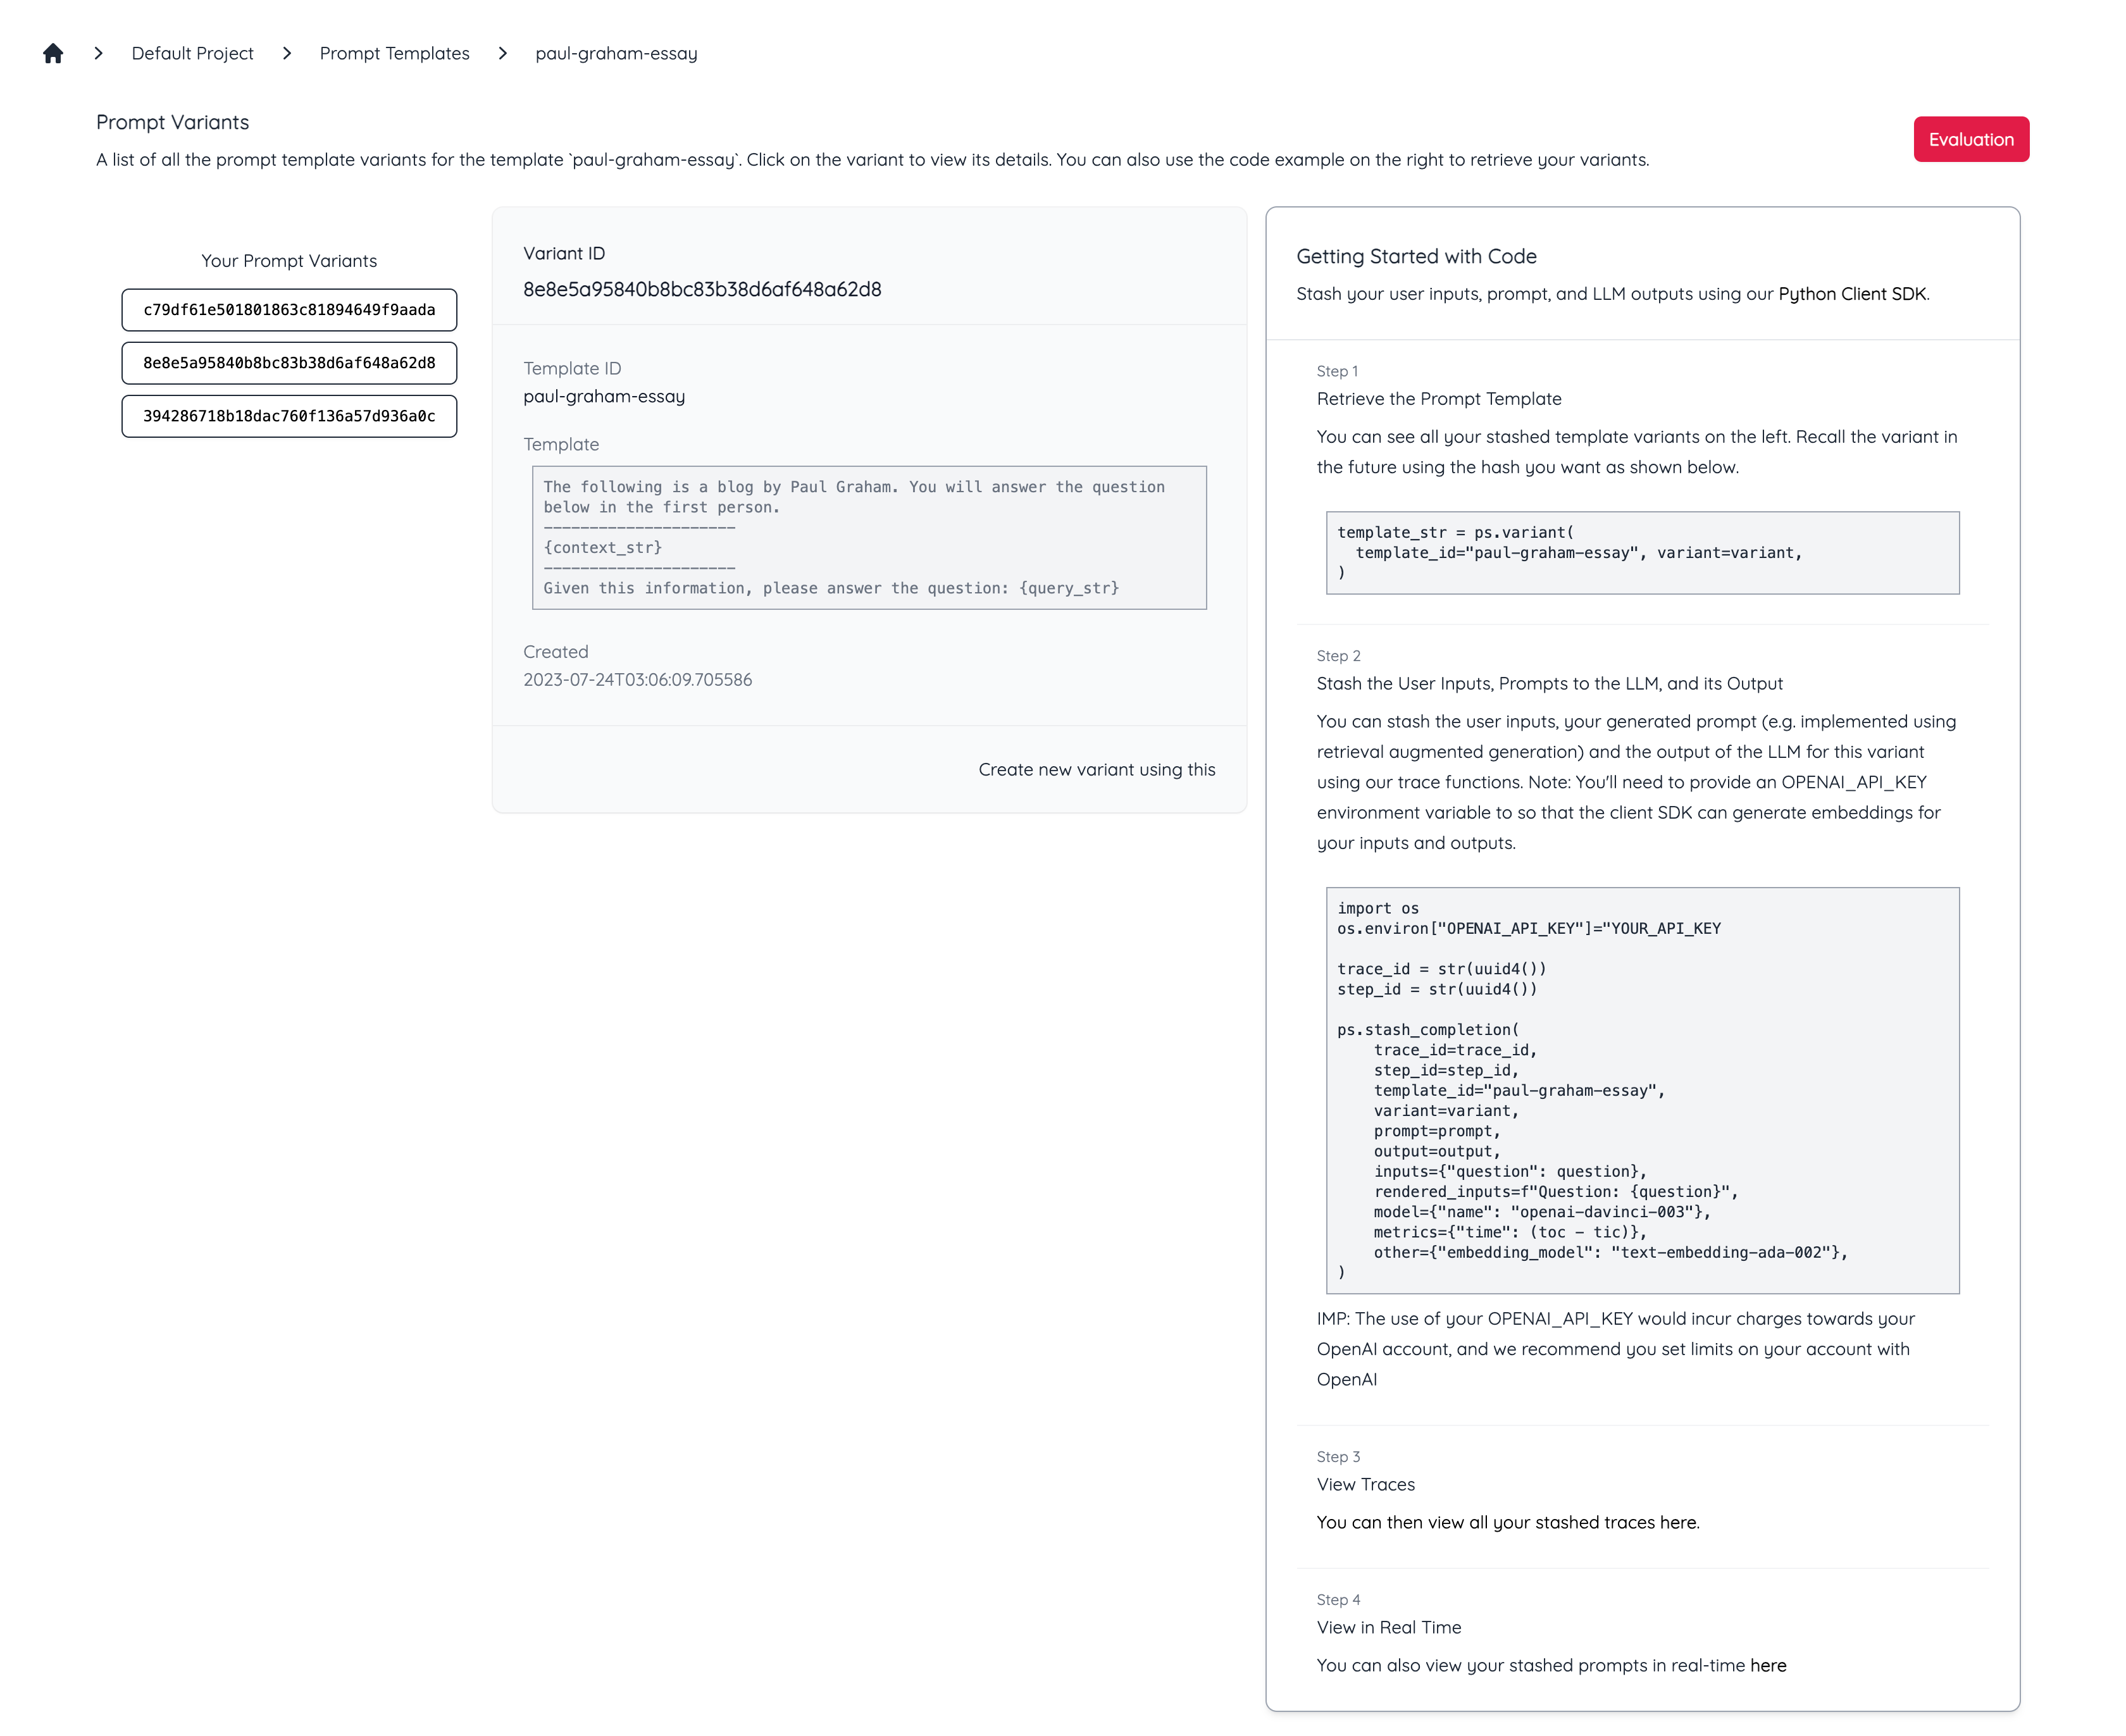 Default Project
Prompt Templates
paul-graham-essay
Prompt Variants
A list of all the prompt template variants for the template `paul-graham-essay`. Click on the variant to view its details. You can also use the code example on the right to retrieve your variants.
Evaluation
Your Prompt Variants
c79df61e501801863c81894649f9aada
8e8e5a95840b8bc83b38d6af648a62d8
394286718b18dac760f136a57d936a0c
Variant ID
8e8e5a95840b8bc83b38d6af648a62d8
Template ID
paul-graham-essay
Template
The following is a blog by Paul Graham. You will answer the question
below in the first person.
---------------------
{context_str}
---------------------
Given this information, please answer the question: {query_str}
Created
2023-07-24T03:06:09.705586
Create new variant using this
Getting Started with Code
Stash your user inputs, prompt, and LLM outputs using our Python Client SDK.
Step 1
Retrieve the Prompt Template
You can see all your stashed template variants on the left. Recall the variant in
the future using the hash you want as shown below.
template_str = ps.variant(
  template_id="paul-graham-essay", variant=variant,
)
Step 2
Stash the User Inputs, Prompts to the LLM, and its Output
You can stash the user inputs, your generated prompt (e.g. implemented using
retrieval augmented generation) and the output of the LLM for this variant
using our trace functions. Note: You'll need to provide an OPENAI_API_KEY
environment variable to so that the client SDK can generate embeddings for
your inputs and outputs.
import os
os.environ["OPENAI_API_KEY"]="YOUR_API_KEY
trace_id = str(uuid4())
step_id = str(uuid4())
ps.stash_completion(
    trace_id=trace_id,
    step_id=step_id,
    template_id="paul-graham-essay",
    variant=variant,
    prompt=prompt,
    output=output,
    inputs={"question": question},
    rendered_inputs=f"Question: {question}",
    model={"name": "openai-davinci-003"},
    metrics={"time": (toc - tic)},
    other={"embedding_model": "text-embedding-ada-002"},
)
IMP: The use of your OPENAI_API_KEY would incur charges towards your
OpenAI account, and we recommend you set limits on your account with
OpenAI
Step 3
View Traces
You can then view all your stashed traces here.
Step 4
View in Real Time
You can also view your stashed prompts in real-time here